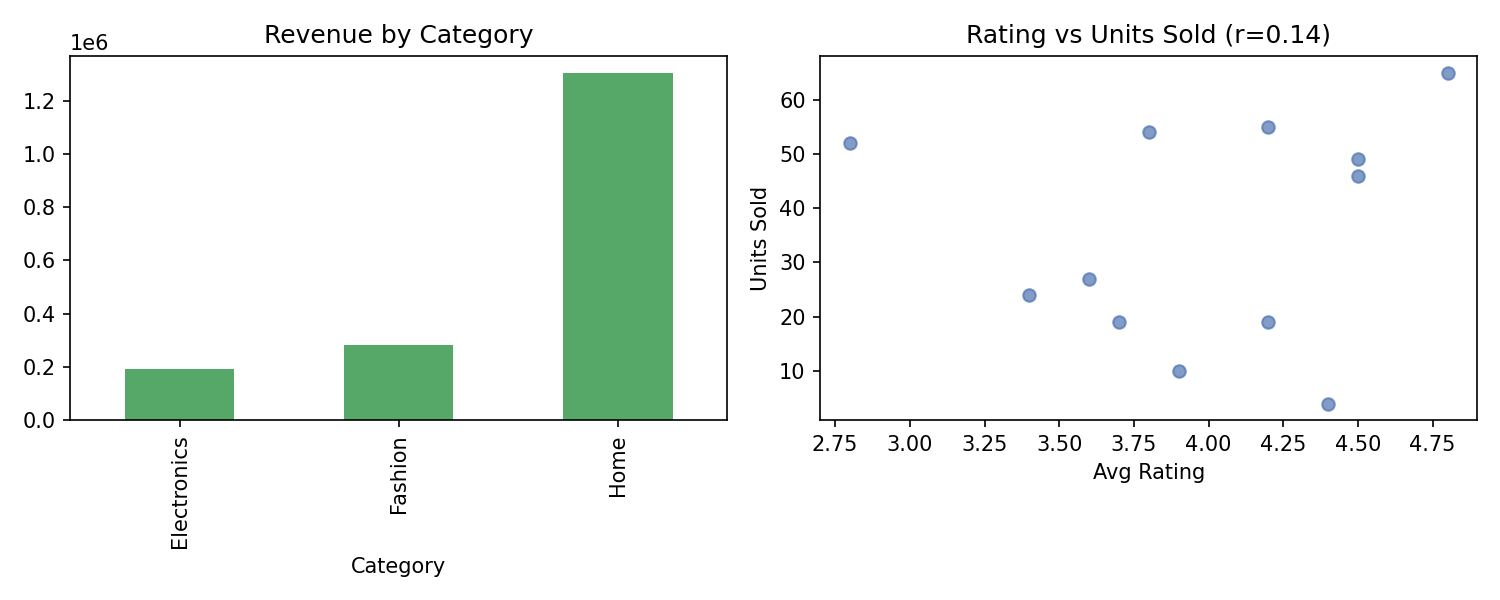 Revenue by Category
1e6
1.2
1.0
0.8
0.6
0.4
0.2
0.0
Electronics
Fashion
Home
Category
Rating vs Units Sold (r=0.14)
Units Sold
60
50
40
30
20
10
2.75 3.00 3.25 3.50 3.75 4.00 4.25 4.50 4.75
Avg Rating